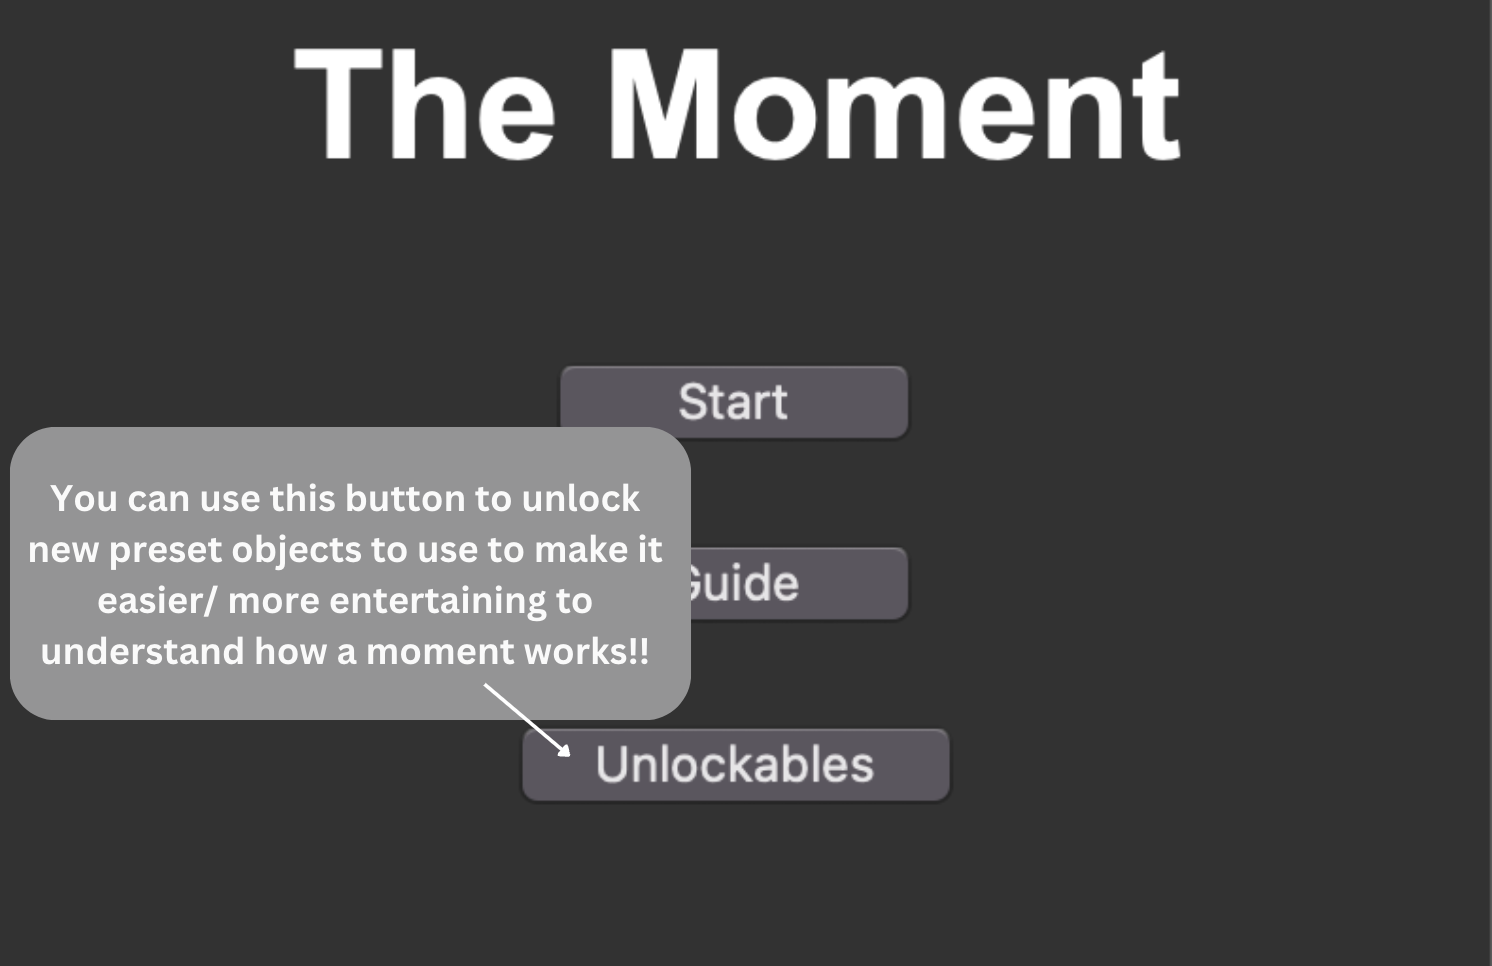 The Moment
Start
You can use this button to unlock
new preset objects to use to make it
easier/ more entertaining to
understand how a moment works!!
Guide
Unlockables